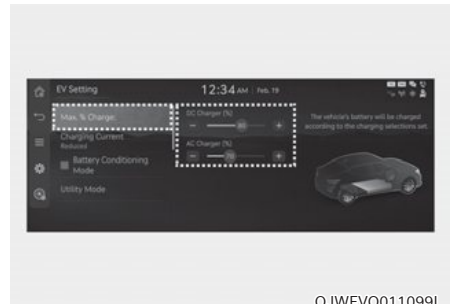 EV Setting
12:34 AM Feb. 19
Max. % Charge:
Charging Current
Reduced
Battery Conditioning
Mode
Utility Mode
DC Charger (%)
AC Charger (%)
The vehicle's battery will be charged
according to the charging selections set.
OJWEVQ011099L